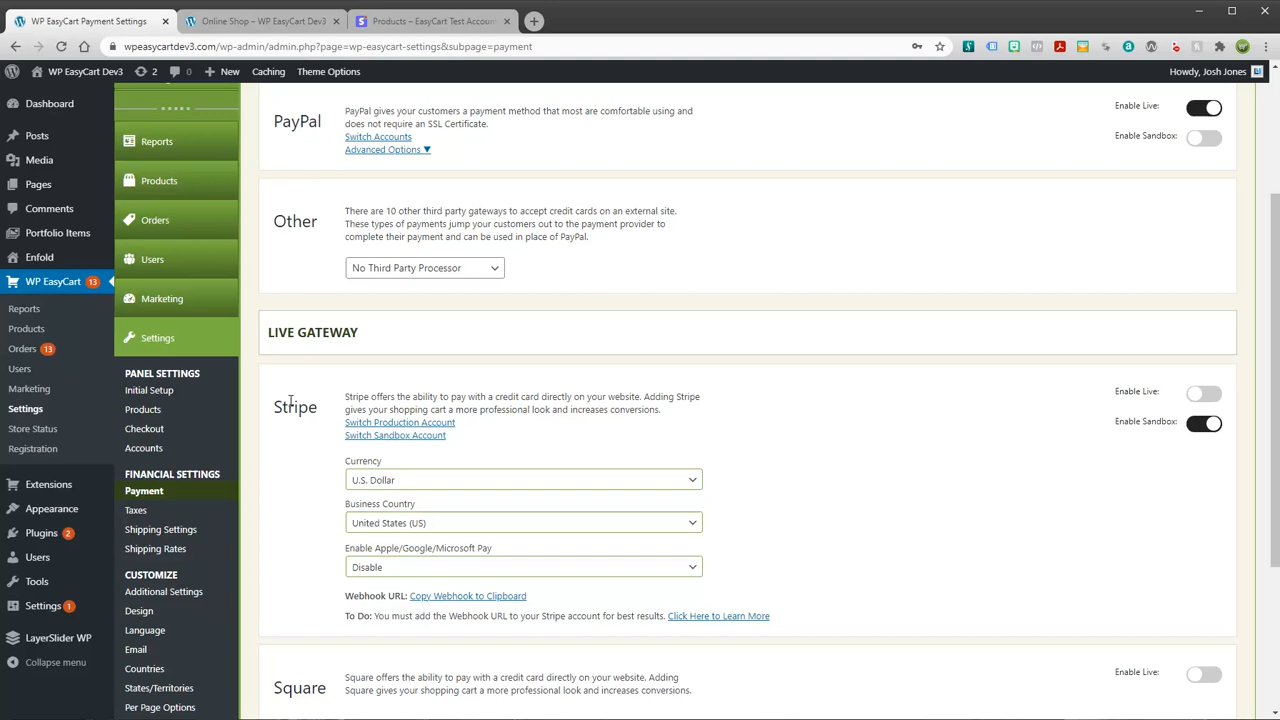 WP EasyCart Payment Settings
Online Shop – WP EasyCart Dev3
Products – EasyCart Test Accoun
wpeasycartdev3.com/wp-admin/admin.php?page=wp-easycart-settings&subpage=payment
WP EasyCart Dev3
2
New
Caching
Theme Options
Howdy, Josh Jones
Dashboard
Posts
Media
Pages
Comments
Portfolio Items
Enfold
WP EasyCart 13
Reports
Products
Orders 13
Users
Marketing
Settings
Store Status
Registration
Extensions
Appearance
Plugins 2
Users
Tools
Settings 1
LayerSlider WP
Collapse menu
Reports
Products
Orders
Users
Marketing
Settings
PANEL SETTINGS
Initial Setup
Products
Checkout
Accounts
FINANCIAL SETTINGS
Payment
Taxes
Shipping Settings
Shipping Rates
CUSTOMIZE
Additional Settings
Design
Language
Email
Countries
States/Territories
Per Page Options
PayPal
PayPal gives your customers a payment method that most are comfortable using and
does not require an SSL Certificate.
Switch Accounts
Advanced Options ▼
Enable Live:
Enable Sandbox:
Other
There are 10 other third party gateways to accept credit cards on an external site.
These types of payments jump your customers out to the payment provider to
complete their payment and can be used in place of PayPal.
No Third Party Processor
LIVE GATEWAY
Stripe
Stripe offers the ability to pay with a credit card directly on your website. Adding Stripe
gives your shopping cart a more professional look and increases conversions.
Switch Production Account
Switch Sandbox Account
Enable Live:
Enable Sandbox:
Currency
U.S. Dollar
Business Country
United States (US)
Enable Apple/Google/Microsoft Pay
Disable
Webhook URL: Copy Webhook to Clipboard
To Do: You must add the Webhook URL to your Stripe account for best results. Click Here to Learn More
Square
Square offers the ability to pay with a credit card directly on your website. Adding
Square gives your shopping cart a more professional look and increases conversions.
Enable Live: